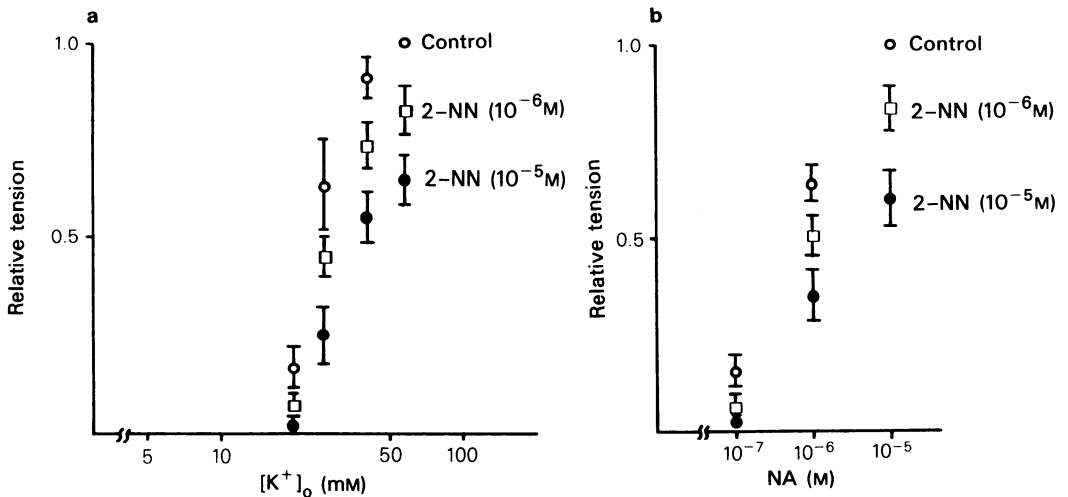 a
1.0
0.5
Relative tension
Control
2–NN (10⁻⁶M)
2–NN (10⁻⁵M)
5 10 50 100
[K⁺]ₒ (mM)
b
1.0
0.5
Relative tension
Control
2–NN (10⁻⁶M)
2–NN (10⁻⁵M)
10⁻⁷ 10⁻⁶ 10⁻⁵
NA (M)